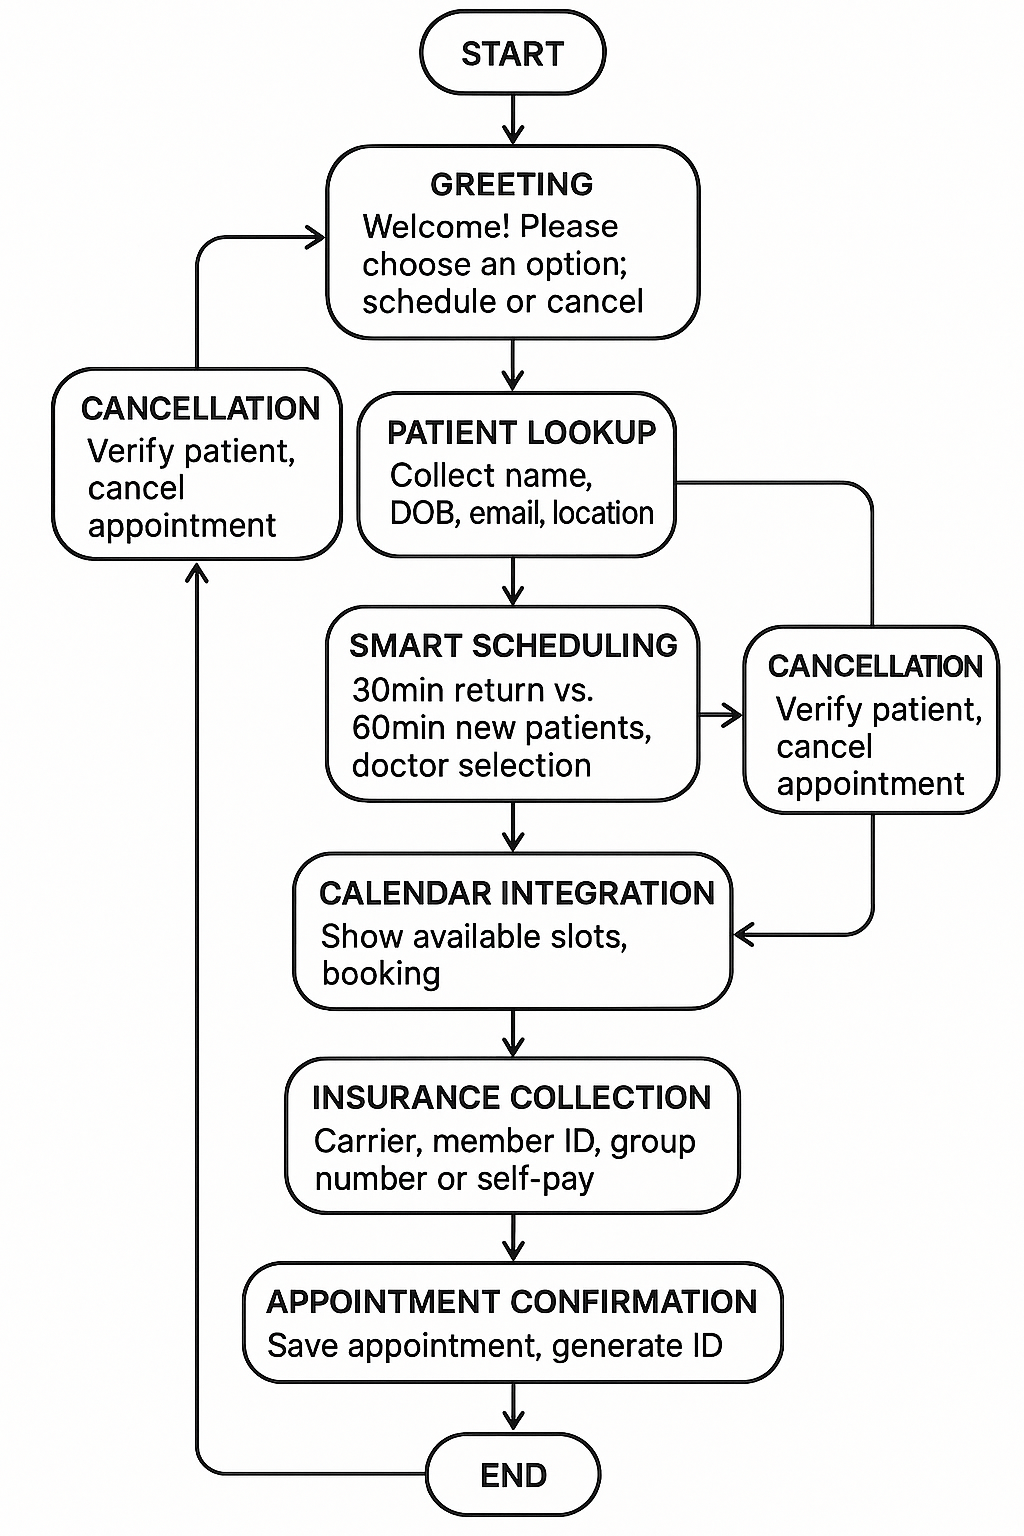 START
GREETING
Welcome! Please
choose an option;
schedule or cancel
CANCELLATION
Verify patient,
cancel
appointment
PATIENT LOOKUP
Collect name,
DOB, email, location
SMART SCHEDULING
30min return vs.
60min new patients,
doctor selection
CANCELLATION
Verify patient,
cancel
appointment
CALENDAR INTEGRATION
Show available slots,
booking
INSURANCE COLLECTION
Carrier, member ID, group
number or self-pay
APPOINTMENT CONFIRMATION
Save appointment, generate ID
END